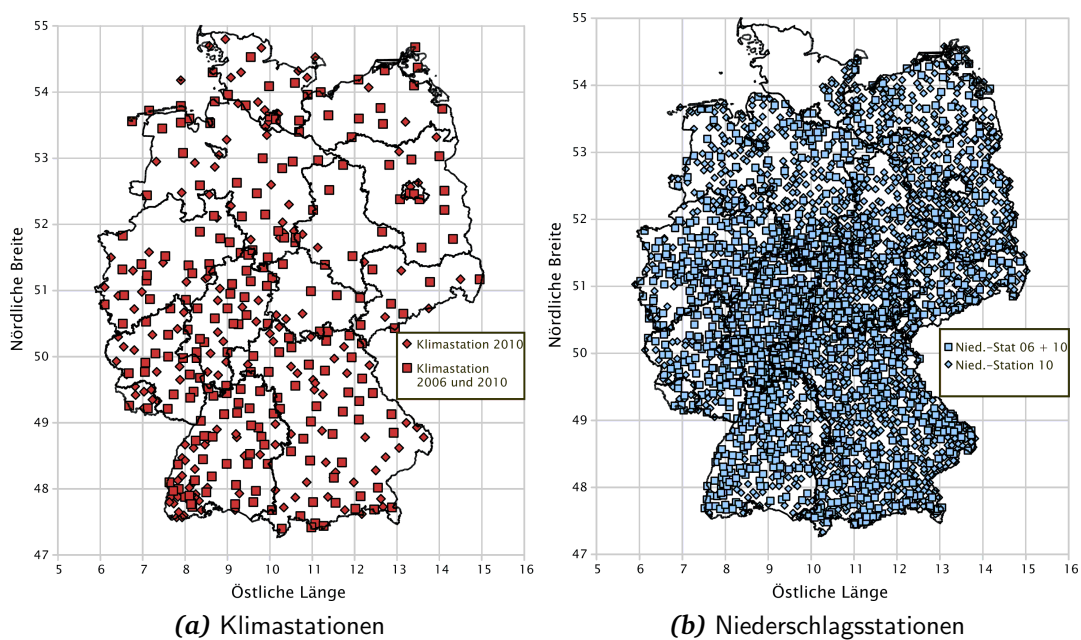 55
54
53
52
51
50
49
48
47
5 6 7 8 9 10 11 12 13 14 15 16
Nördliche Breite
Östliche Länge
Klimastation 2010
Klimastation
2006 und 2010
(a) Klimastationen
55
54
53
52
51
50
49
48
47
5 6 7 8 9 10 11 12 13 14 15 16
Nördliche Breite
Östliche Länge
Nied.-Stat 06 + 10
Nied.-Station 10
(b) Niederschlagsstationen